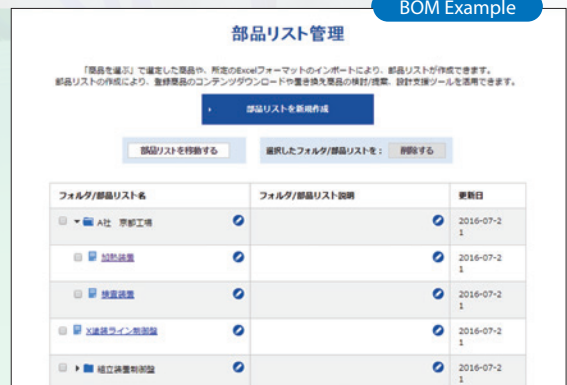 BOM Example
部品リスト管理
「商品を選ぶ」で選定した商品や、所定のExcelフォーマットのインポートにより、部品リストが作成できます。
部品リストの作成により、登録商品のコンテンツダウンロードや置き換え商品の検討/提案、設計支援ツールを活用できます。
部品リストを新規作成
部品リストを移動する
選択したフォルダ/部品リストを： 削除する
フォルダ/部品リスト名 フォルダ/部品リスト説明 更新日
A社 京都工場 2016-07-2
1
加熱装置 2016-07-2
1
検査装置 2016-07-2
1
X塗装ライン制御盤 2016-07-2
1
組立装置制御盤 2016-07-2
1